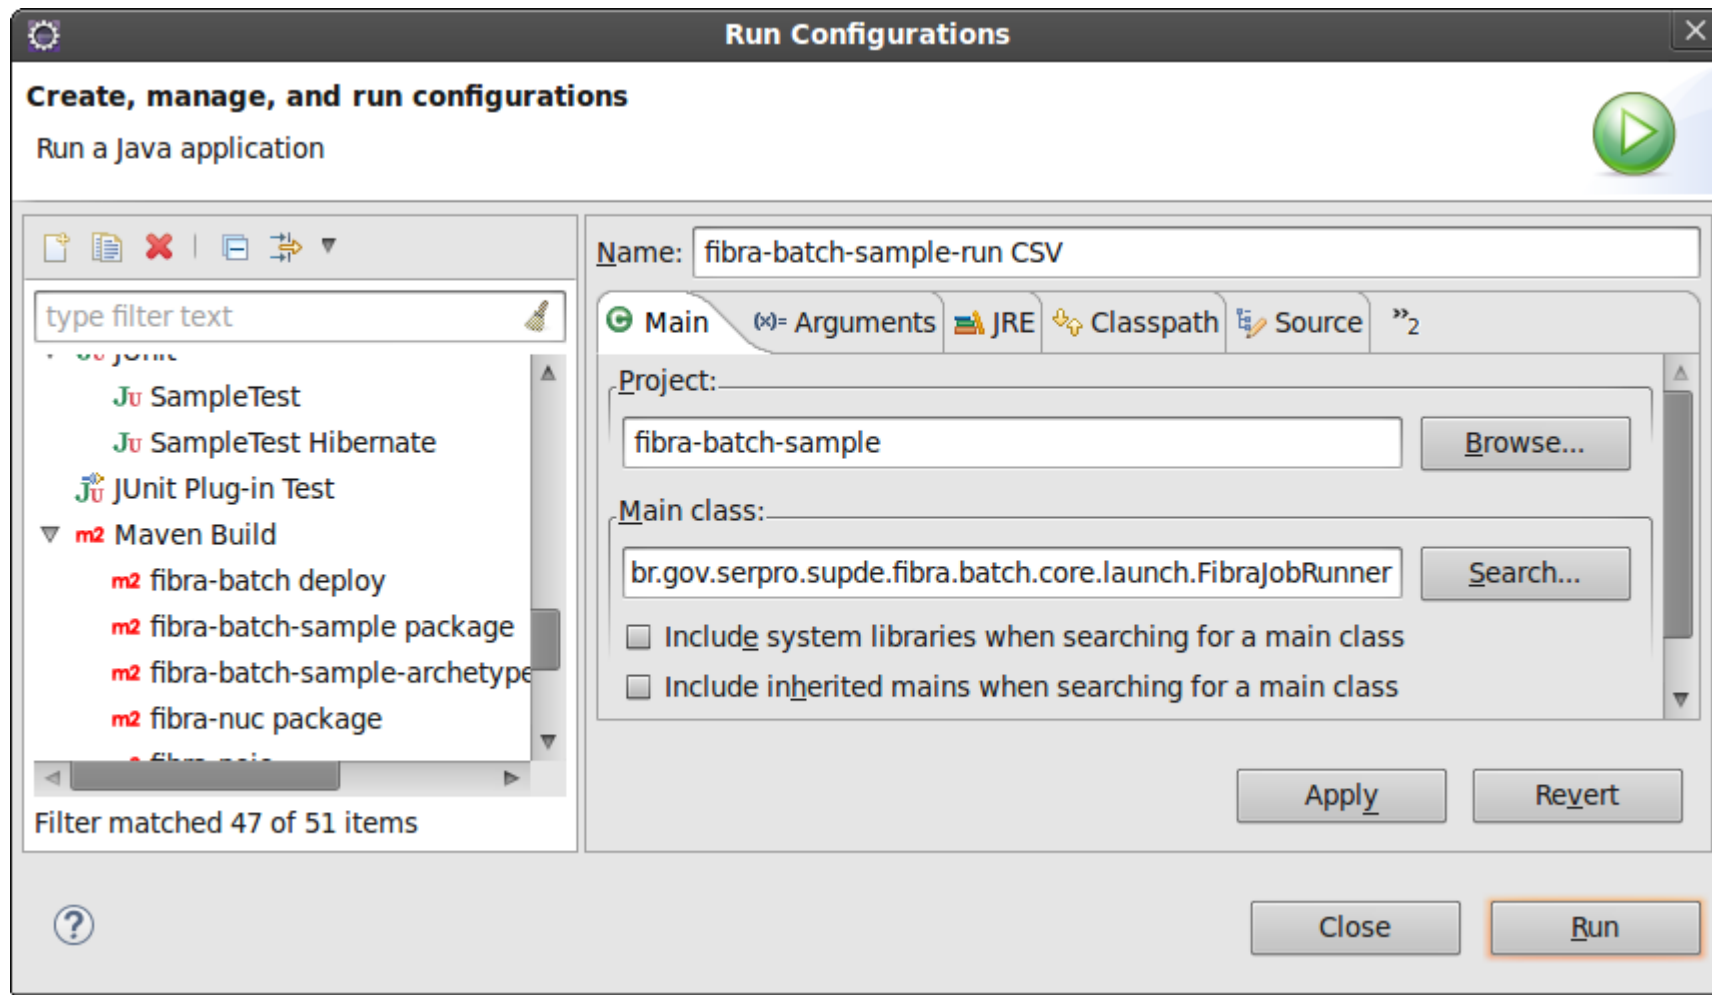 Run Configurations
Create, manage, and run configurations
Run a Java application
type filter text
JUnit
Ju SampleTest
Ju SampleTest Hibernate
Ju JUnit Plug-in Test
m2 Maven Build
m2 fibra-batch deploy
m2 fibra-batch-sample package
m2 fibra-batch-sample-archetype
m2 fibra-nuc package
Filter matched 47 of 51 items
Name: fibra-batch-sample-run CSV
Main (x)= Arguments JRE Classpath Source »2
Project:
fibra-batch-sample Browse...
Main class:
br.gov.serpro.supde.fibra.batch.core.launch.FibraJobRunner Search...
Include system libraries when searching for a main class
Include inherited mains when searching for a main class
Apply Revert
? Close Run